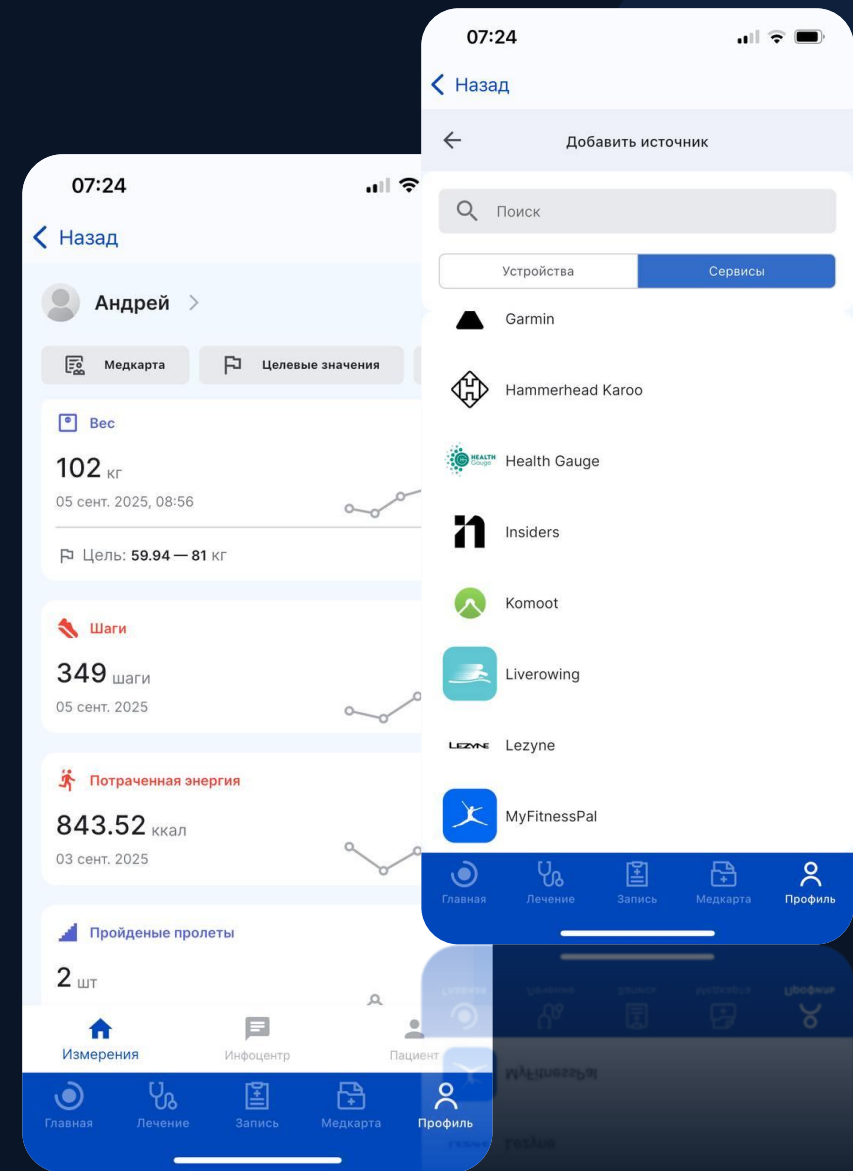 07:24
Назад
Андрей
Медкарта
Целевые значения
Вес
102 кг
05 сент. 2025, 08:56
Цель: 59.94 — 81 кг
Шаги
349 шаги
05 сент. 2025
Потраченная энергия
843.52 ккал
03 сент. 2025
Пройденые пролеты
2 шт
Измерения
Инфоцентр
Пациент
Главная
Лечение
Запись
Медкарта
Профиль
07:24
Назад
Добавить источник
Поиск
Устройства
Сервисы
Garmin
Hammerhead Karoo
HEALTH
Gauge
Health Gauge
Insiders
Komoot
Liverowing
LEZYNE
Lezyne
MyFitnessPal
Главная
Лечение
Запись
Медкарта
Профиль